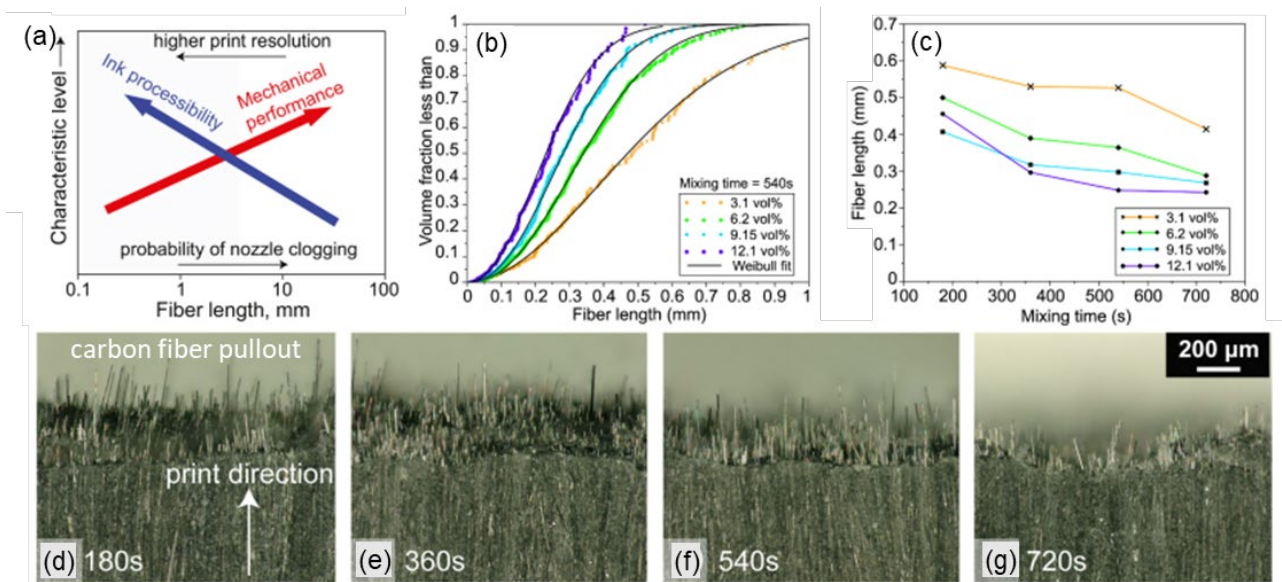 (a)
higher print resolution
Ink processibility
Mechanical
performance
Characteristic level
probability of nozzle clogging
0.1
1
10
100
Fiber length, mm
(b)
Volume fraction less than
1
0.9
0.8
0.7
0.6
0.5
0.4
0.3
0.2
0.1
0
Mixing time = 540s
3.1 vol%
6.2 vol%
9.15 vol%
12.1 vol%
Weibull fit
0 0.1 0.2 0.3 0.4 0.5 0.6 0.7 0.8 0.9 1
Fiber length (mm)
(c)
Fiber length (mm)
0.7
0.6
0.5
0.4
0.3
0.2
0.1
0
3.1 vol%
6.2 vol%
9.15 vol%
12.1 vol%
100 200 300 400 500 600 700 800
Mixing time (s)
carbon fiber pullout
print direction
(d) 180s
(e) 360s
(f) 540s
200 µm
(g) 720s